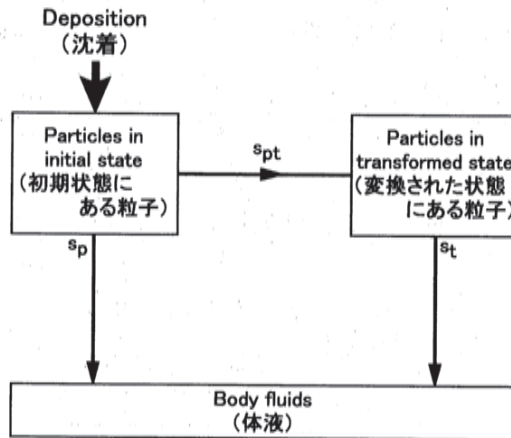 Deposition
(沈着)
Particles in
initial state
(初期状態に
ある粒子)
spt
Particles in
transformed state
(変換された状態
にある粒子)
sp
st
Body fluids
(体液)